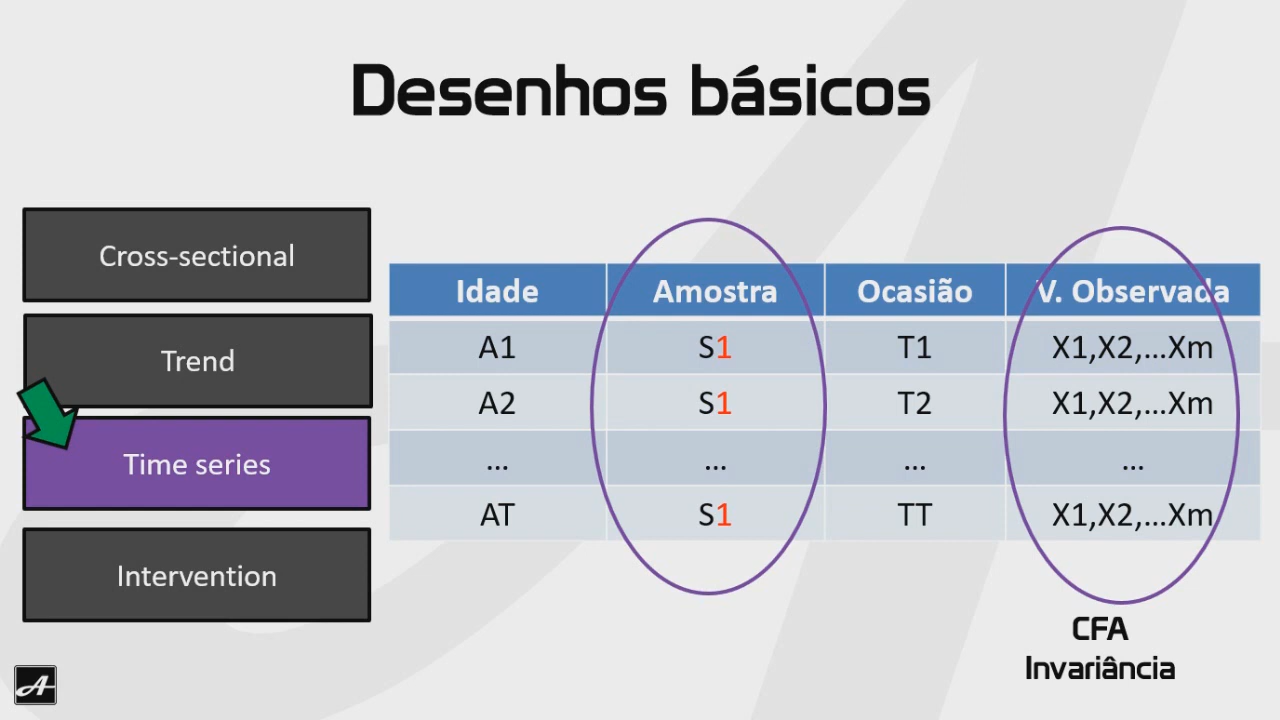 Desenhos básicos
Cross-sectional
Trend
Time series
Intervention
Idade Amostra Ocasião V. Observada
A1 S1 T1 X1,X2,...Xm
A2 S1 T2 X1,X2,...Xm
... ... ... ...
AT S1 TT X1,X2,...Xm
CFA
Invariância
A